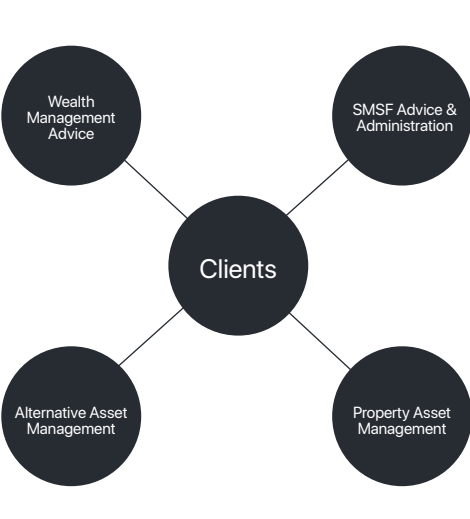 Wealth
Management
Advice
SMSF Advice &
Administration
Clients
Alternative Asset
Management
Property Asset
Management